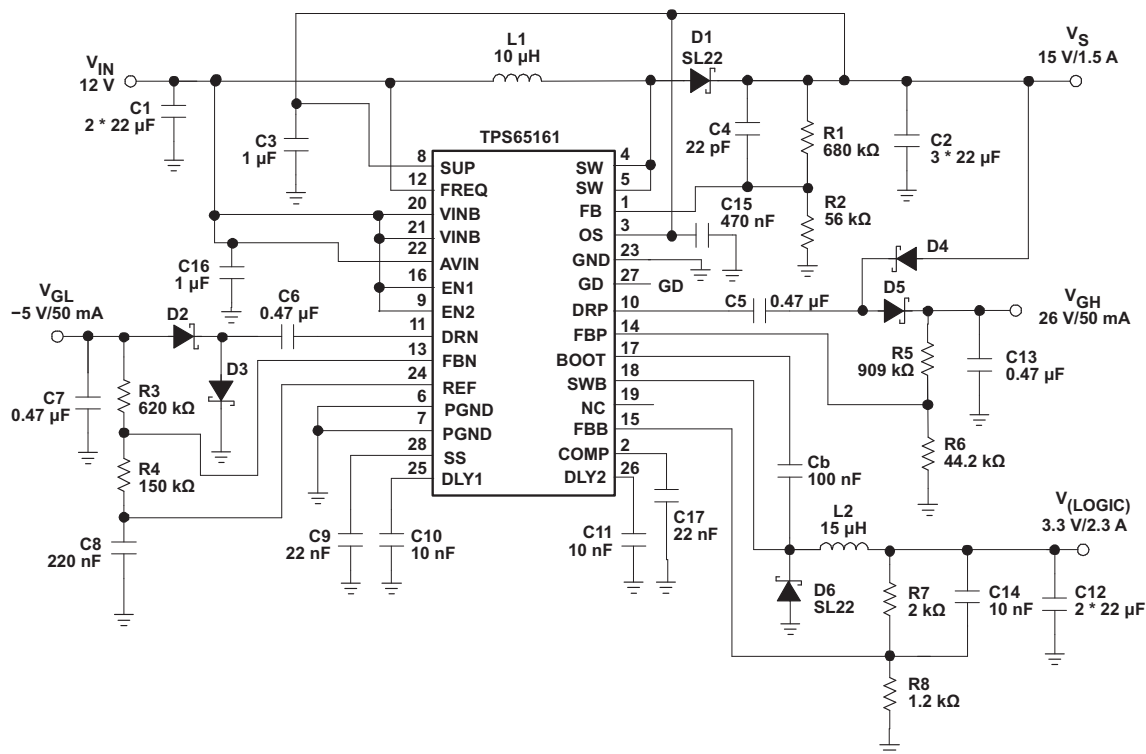 L1
10 µH
D1
SL22
V_S
15 V/1.5 A
V_IN
12 V
C1
2 * 22 µF
C3
1 µF
TPS65161
C4
22 pF
R1
680 kΩ
C2
3 * 22 µF
8 SUP
12 FREQ
20 VINB
21 VINB
22 AVIN
16 EN1
9 EN2
11 DRN
13 FBN
24 REF
6 PGND
7 PGND
28 SS
25 DLY1
SW 4
SW 5
FB 1
OS 3
GND 23
GD 27
GD
DRP 10
FBP 14
BOOT 17
SWB 18
NC 19
FBB 15
COMP 2
DLY2 26
C15
470 nF
R2
56 kΩ
C16
1 µF
D4
V_GL
−5 V/50 mA
D2
C6
0.47 µF
C5
0.47 µF
D5
V_GH
26 V/50 mA
D3
R5
909 kΩ
C13
0.47 µF
C7
0.47 µF
R3
620 kΩ
R4
150 kΩ
R6
44.2 kΩ
Cb
100 nF
C8
220 nF
C9
22 nF
C10
10 nF
C11
10 nF
C17
22 nF
L2
15 µH
V_(LOGIC)
3.3 V/2.3 A
D6
SL22
R7
2 kΩ
C14
10 nF
C12
2 * 22 µF
R8
1.2 kΩ